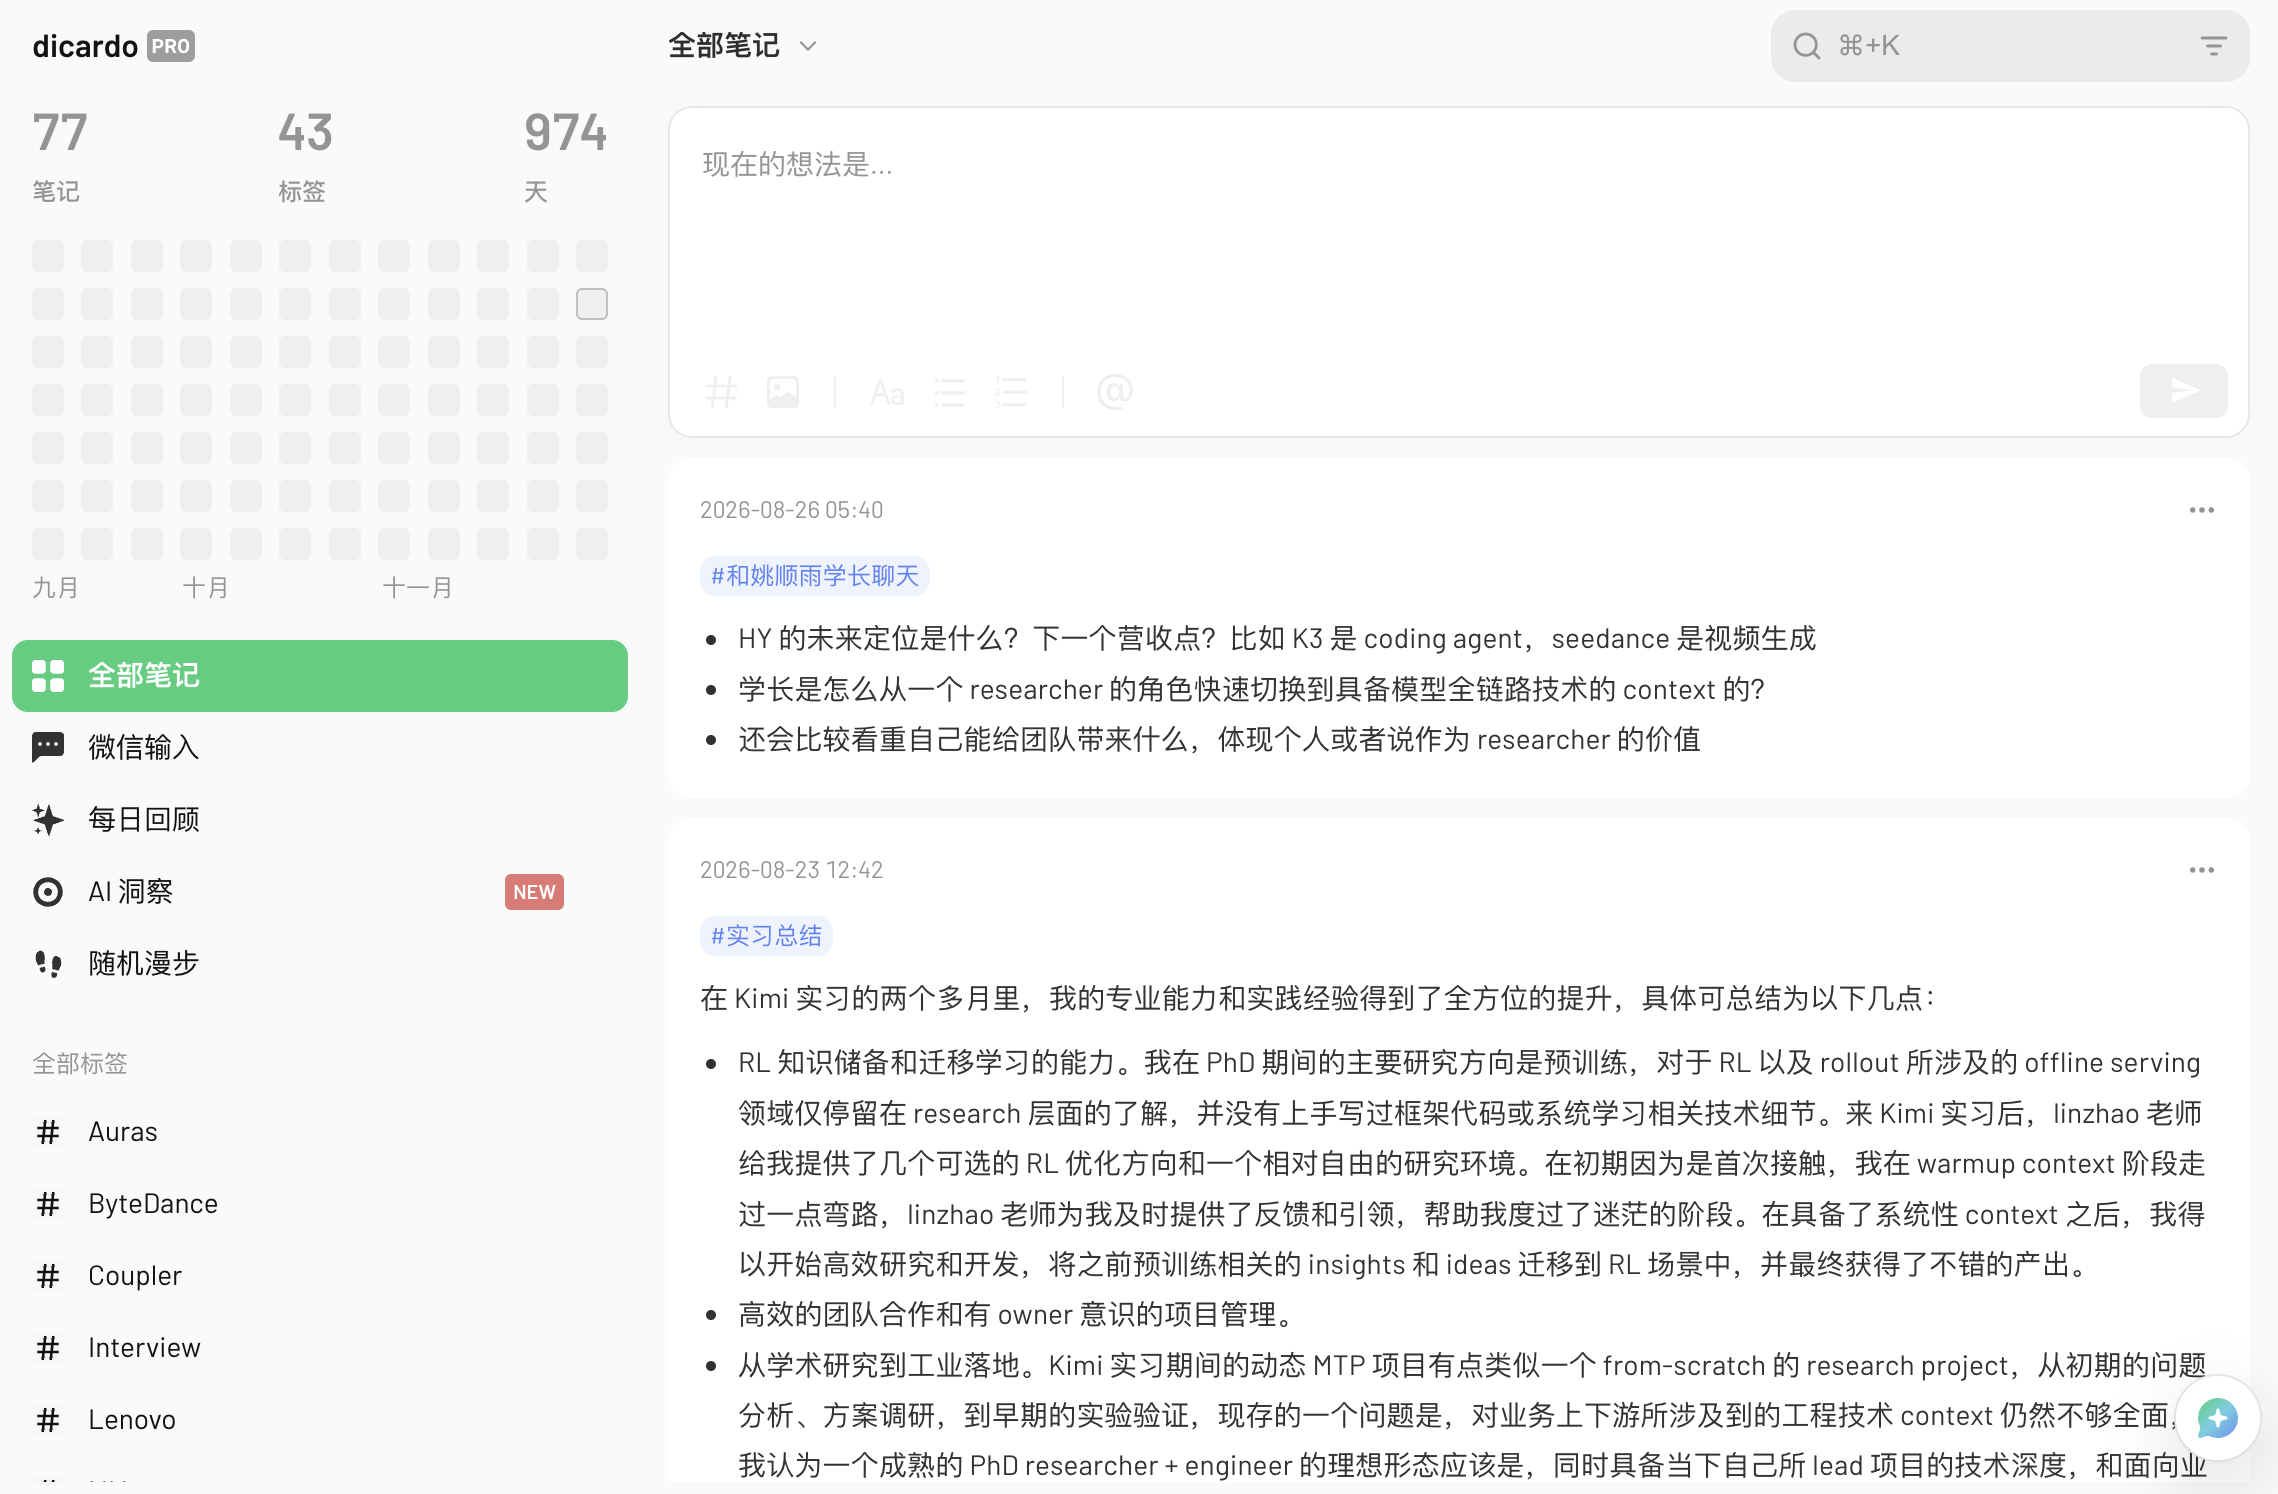 dicardo PRO
77
43
974
笔记
标签
天
九月
十月
十一月
全部笔记
微信输入
每日回顾
AI 洞察
NEW
随机漫步
全部标签
# Auras
# ByteDance
# Coupler
# Interview
# Lenovo
全部笔记
⌘+K
现在的想法是...
Aa
@
2026-08-26 05:40
#和姚顺雨学长聊天
• HY 的未来定位是什么？下一个营收点？比如 K3 是 coding agent，seedance 是视频生成
• 学长是怎么从一个 researcher 的角色快速切换到具备模型全链路技术的 context 的?
• 还会比较看重自己能给团队带来什么，体现个人或者说作为 researcher 的价值
2026-08-23 12:42
#实习总结
在 Kimi 实习的两个多月里，我的专业能力和实践经验得到了全方位的提升，具体可总结为以下几点：
• RL 知识储备和迁移学习的能力。我在 PhD 期间的主要研究方向是预训练，对于 RL 以及 rollout 所涉及的 offline serving
领域仅停留在 research 层面的了解，并没有上手写过框架代码或系统学习相关技术细节。来 Kimi 实习后，linzhao 老师
给我提供了几个可选的 RL 优化方向和一个相对自由的研究环境。在初期因为是首次接触，我在 warmup context 阶段走
过一点弯路，linzhao 老师为我及时提供了反馈和引领，帮助我度过了迷茫的阶段。在具备了系统性 context 之后，我得
以开始高效研究和开发，将之前预训练相关的 insights 和 ideas 迁移到 RL 场景中，并最终获得了不错的产出。
• 高效的团队合作和有 owner 意识的项目管理。
• 从学术研究到工业落地。Kimi 实习期间的动态 MTP 项目有点类似一个 from-scratch 的 research project，从初期的问题
分析、方案调研，到早期的实验验证，现存的一个问题是，对业务上下游所涉及到的工程技术 context 仍然不够全面，
我认为一个成熟的 PhD researcher + engineer 的理想形态应该是，同时具备当下自己所 lead 项目的技术深度，和面向业